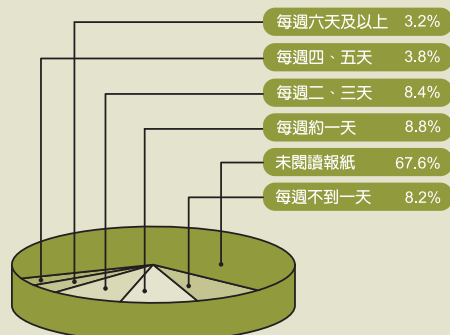 每週六天及以上 3.2%
每週四、五天 3.8%
每週二、三天 8.4%
每週約一天 8.8%
未閱讀報紙 67.6%
每週不到一天 8.2%